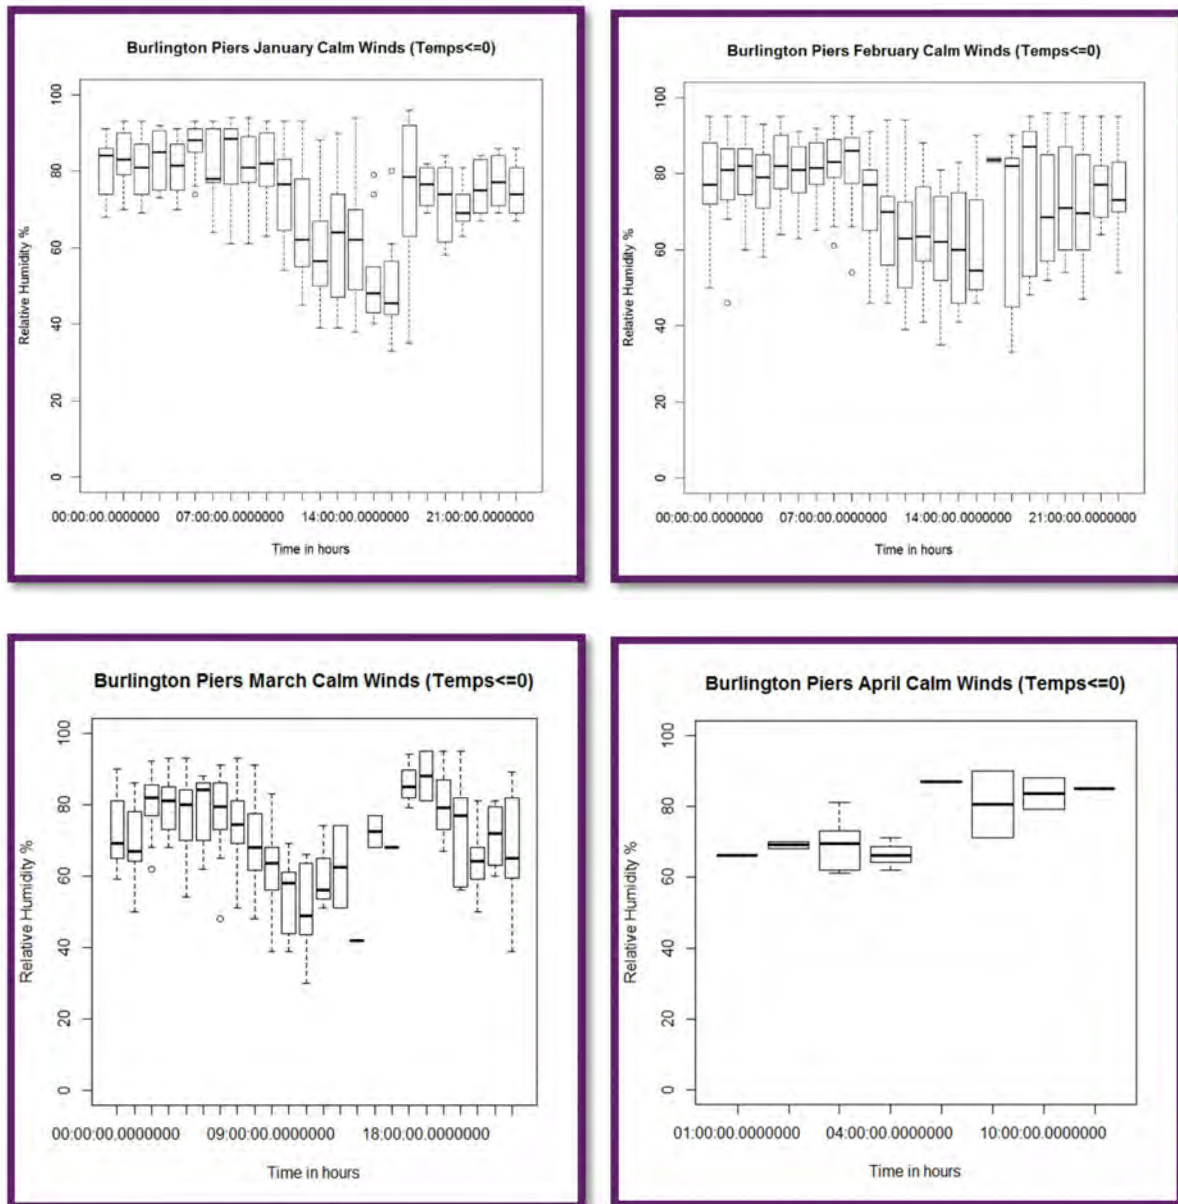 Burlington Piers January Calm Winds (Temps<=0)
Relative Humidity %
100
80
60
40
20
0
00:00:00.0000000 07:00:00.0000000 14:00:00.0000000 21:00:00.0000000
Time in hours
Burlington Piers February Calm Winds (Temps<=0)
Relative Humidity %
100
80
60
40
20
0
00:00:00.0000000 07:00:00.0000000 14:00:00.0000000 21:00:00.0000000
Time in hours
Burlington Piers March Calm Winds (Temps<=0)
Relative Humidity %
100
80
60
40
20
0
00:00:00.0000000 09:00:00.0000000 18:00:00.0000000
Time in hours
Burlington Piers April Calm Winds (Temps<=0)
Relative Humidity %
100
80
60
40
20
0
01:00:00.0000000 04:00:00.0000000 10:00:00.0000000
Time in hours